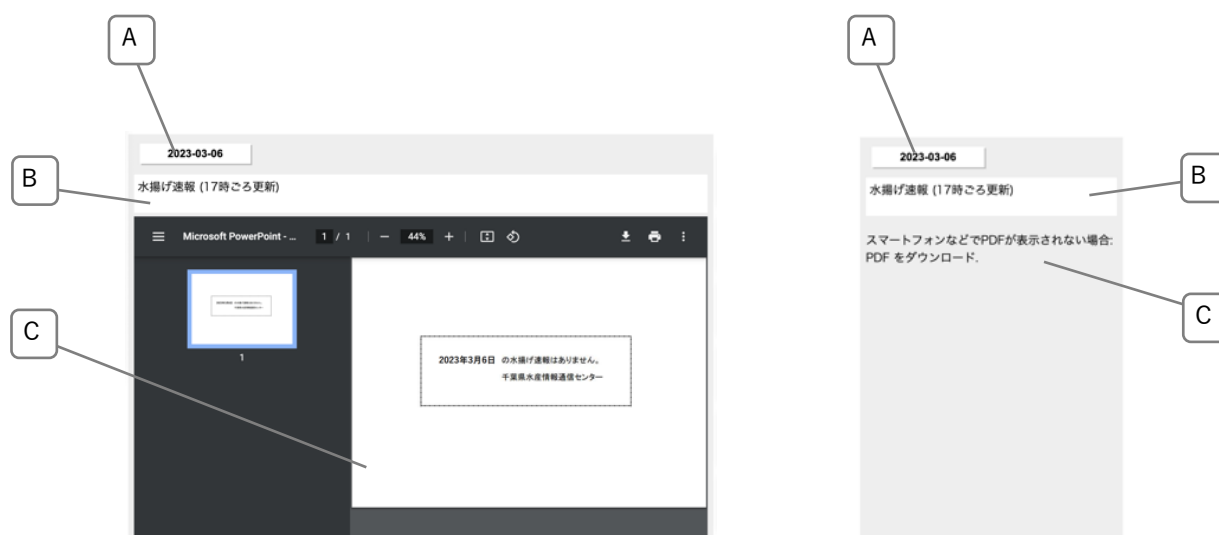 A
A
2023-03-06
B
水揚げ速報 (17時ごろ更新)
Microsoft PowerPoint - ...
1 / 1
44%
1
C
2023年3月6日 の水揚げ速報はありません。
千葉県水産情報通信センター
2023-03-06
水揚げ速報 (17時ごろ更新)
B
スマートフォンなどでPDFが表示されない場合:
PDF をダウンロード.
C